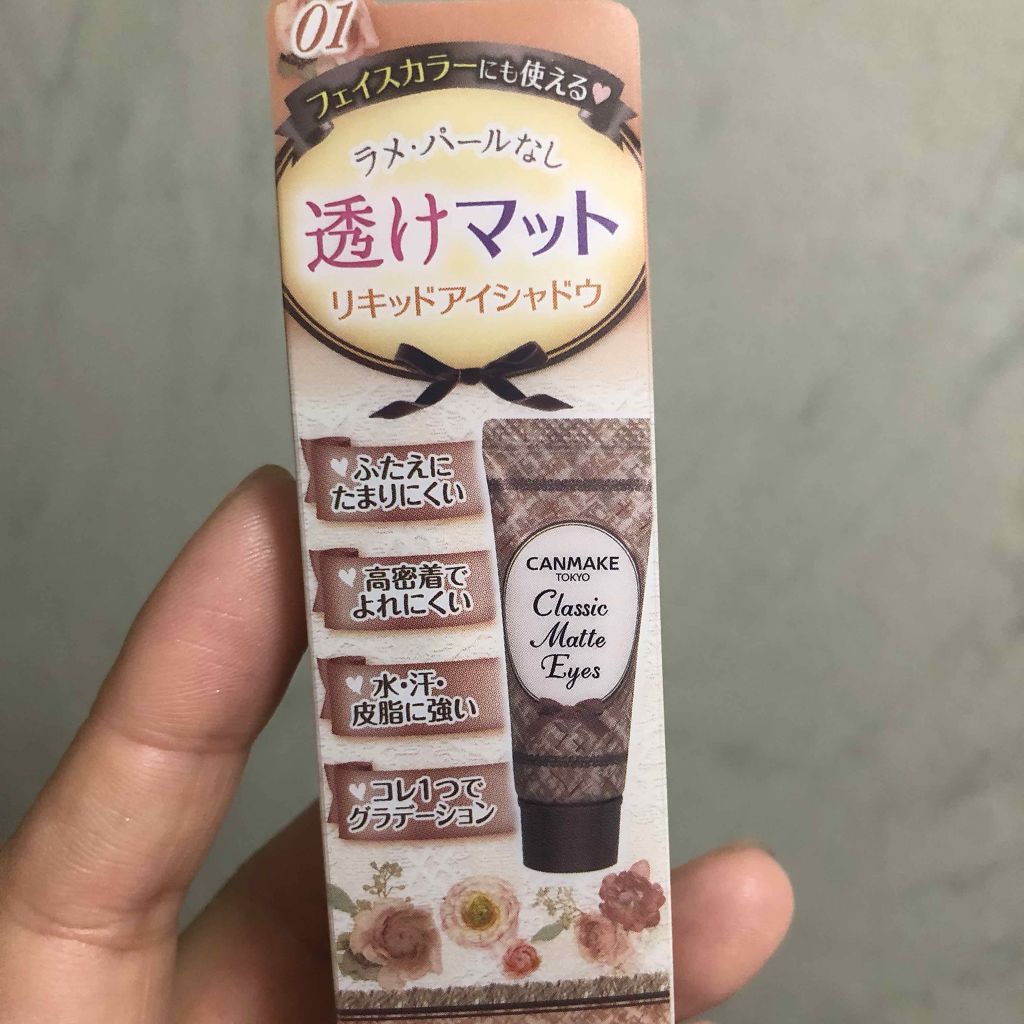 01
フェイスカラーにも使える
ラメ・パールなし
透けマット
リキッドアイシャドウ
ふたえに
たまりにくい
高密着で
よれにくい
水・汗・
皮脂に強い
コレ1つで
グラデーション
CANMAKE
TOKYO
Classic
Matte
Eyes